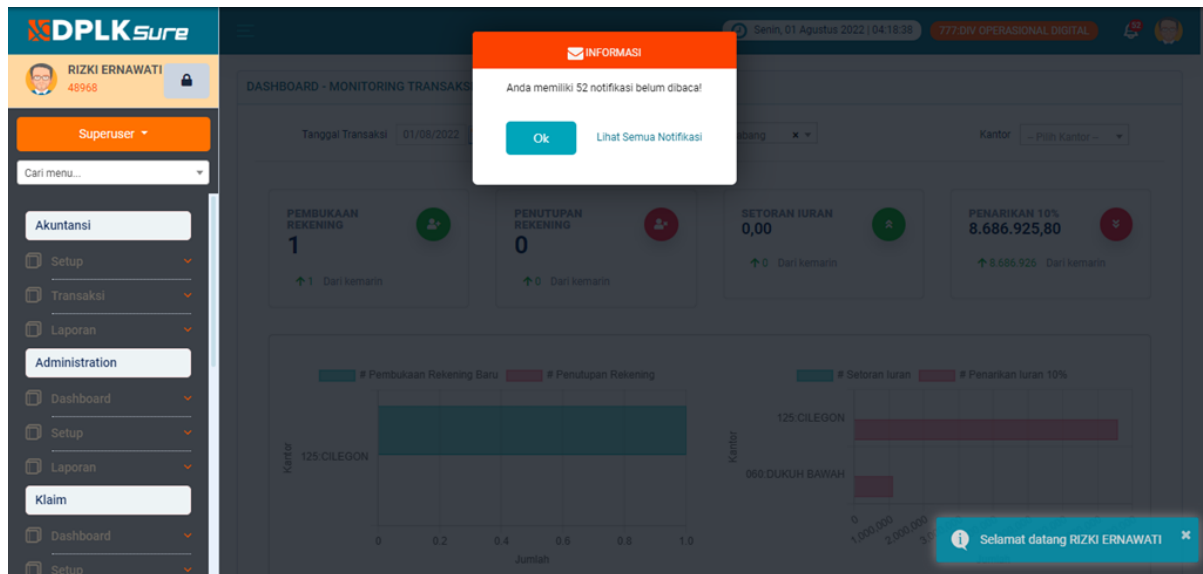 DPLKSure
Senin, 01 Agustus 2022 | 04:18:38
777:DIV OPERASIONAL DIGITAL
52
RIZKI ERNAWATI
48968
Superuser
Cari menu...
Akuntansi
Setup
Transaksi
Laporan
Administration
Dashboard
Setup
Laporan
Klaim
Dashboard
Setup
INFORMASI
Anda memiliki 52 notifikasi belum dibaca!
Ok
Lihat Semua Notifikasi
DASHBOARD - MONITORING TRANSAKS
Tanggal Transaksi 01/08/2022
abang
Kantor -- Pilih Kantor --
PEMBUKAAN
REKENING
1
1 Dari kemarin
PENUTUPAN
REKENING
0
0 Dari kemarin
SETORAN IURAN
0,00
0 Dari kemarin
PENARIKAN 10%
8.686.925,80
8.686.926 Dari kemarin
# Pembukaan Rekening Baru # Penutupan Rekening
Kantor
125:CILEGON
0 0.2 0.4 0.6 0.8 1.0
Jumlah
# Setoran Iuran # Penarikan Iuran 10%
Kantor
125:CILEGON
060:DUKUH BAWAH
0 1,000,000 2,000,000
Selamat datang RIZKI ERNAWATI